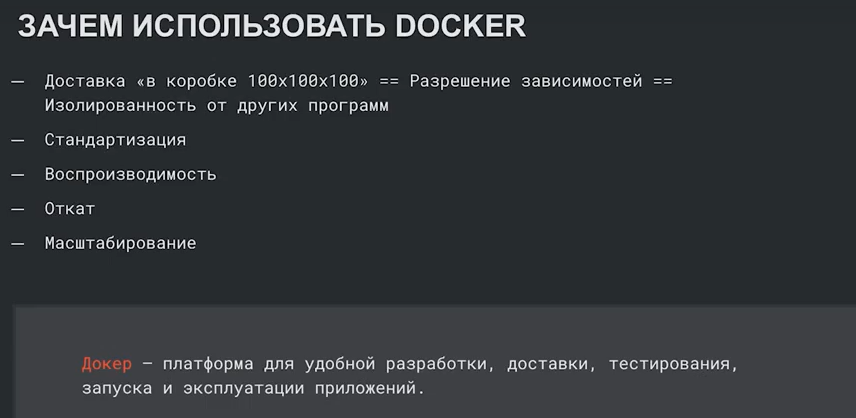 ЗАЧЕМ ИСПОЛЬЗОВАТЬ DOCKER
— Доставка «в коробке 100x100x100» == Разрешение зависимостей ==
Изолированность от других программ
— Стандартизация
— Воспроизводимость
— Откат
— Масштабирование
Докер — платформа для удобной разработки, доставки, тестирования,
запуска и эксплуатации приложений.